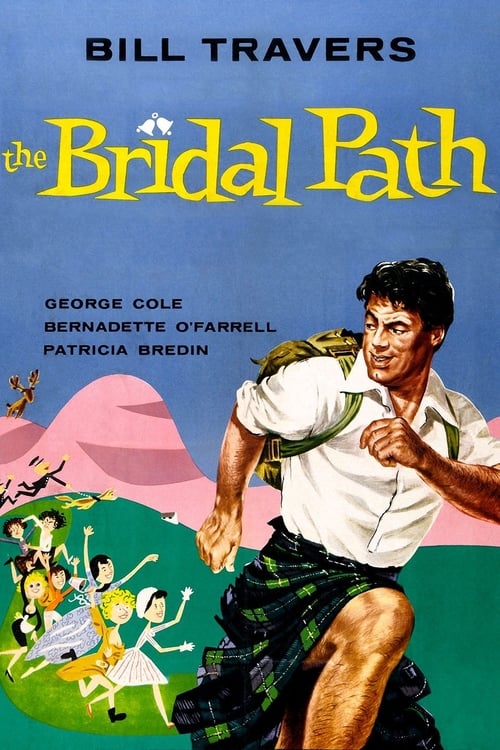 BILL TRAVERS
the Bridal Path
GEORGE COLE
BERNADETTE O'FARRELL
PATRICIA BREDIN